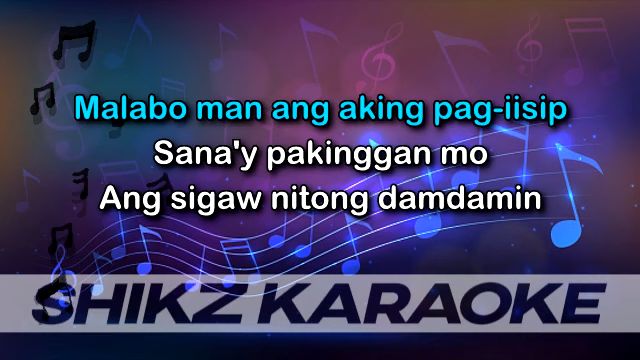 Malabo man ang aking pag-iisip
Sana'y pakinggan mo
Ang sigaw nitong damdamin
SHIKZ KARAOKE